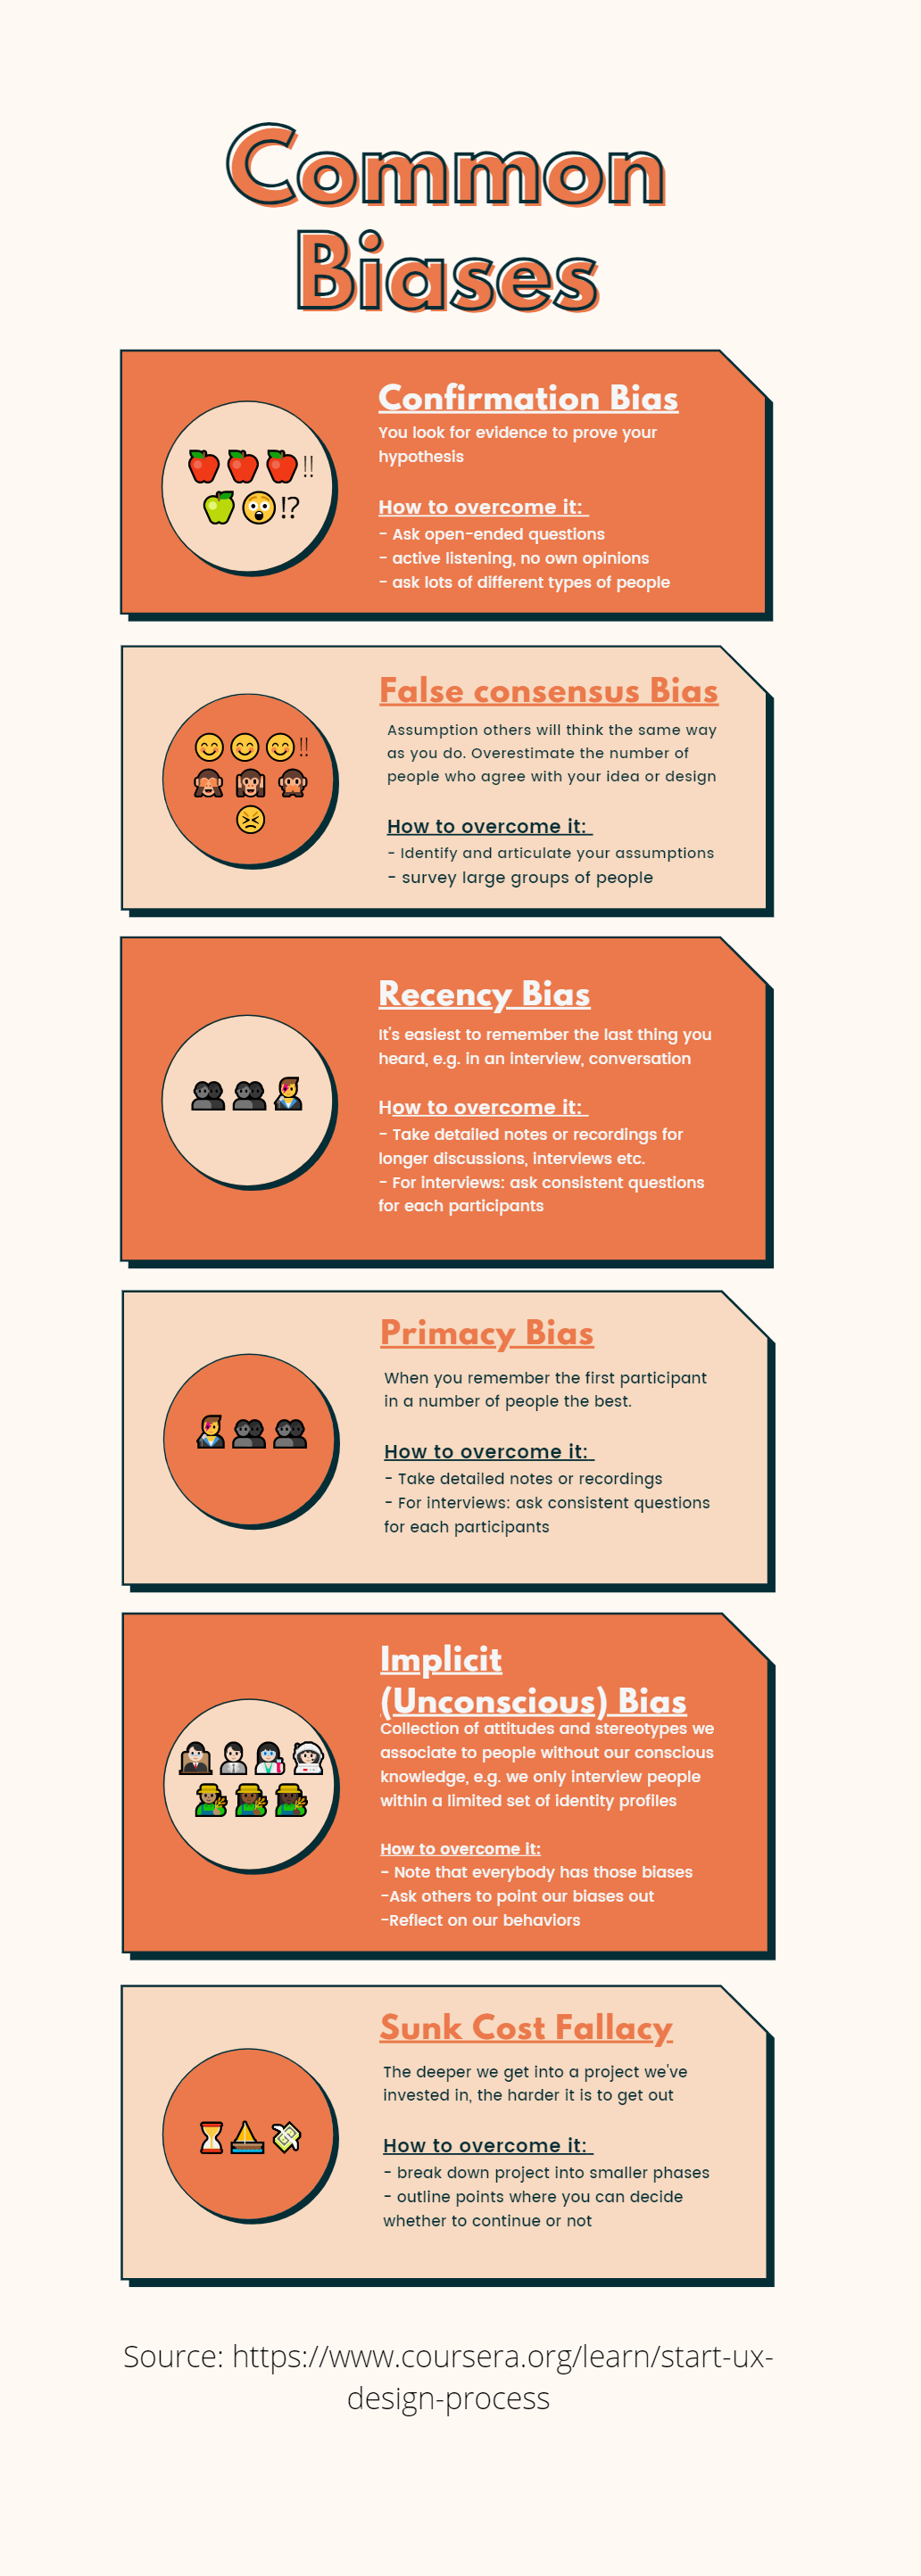 Common
Biases
Confirmation Bias
You look for evidence to prove your
hypothesis
How to overcome it:
- Ask open-ended questions
- active listening, no own opinions
- ask lots of different types of people
False consensus Bias
Assumption others will think the same way
as you do. Overestimate the number of
people who agree with your idea or design
How to overcome it:
- Identify and articulate your assumptions
- survey large groups of people
Recency Bias
It's easiest to remember the last thing you
heard, e.g. in an interview, conversation
How to overcome it:
- Take detailed notes or recordings for
longer discussions, interviews etc.
- For interviews: ask consistent questions
for each participants
Primacy Bias
When you remember the first participant
in a number of people the best.
How to overcome it:
- Take detailed notes or recordings
- For interviews: ask consistent questions
for each participants
Implicit
(Unconscious) Bias
Collection of attitudes and stereotypes we
associate to people without our conscious
knowledge, e.g. we only interview people
within a limited set of identity profiles
How to overcome it:
- Note that everybody has those biases
-Ask others to point our biases out
-Reflect on our behaviors
Sunk Cost Fallacy
The deeper we get into a project we've
invested in, the harder it is to get out
How to overcome it:
- break down project into smaller phases
- outline points where you can decide
whether to continue or not
Source: https://www.coursera.org/learn/start-ux-
design-process